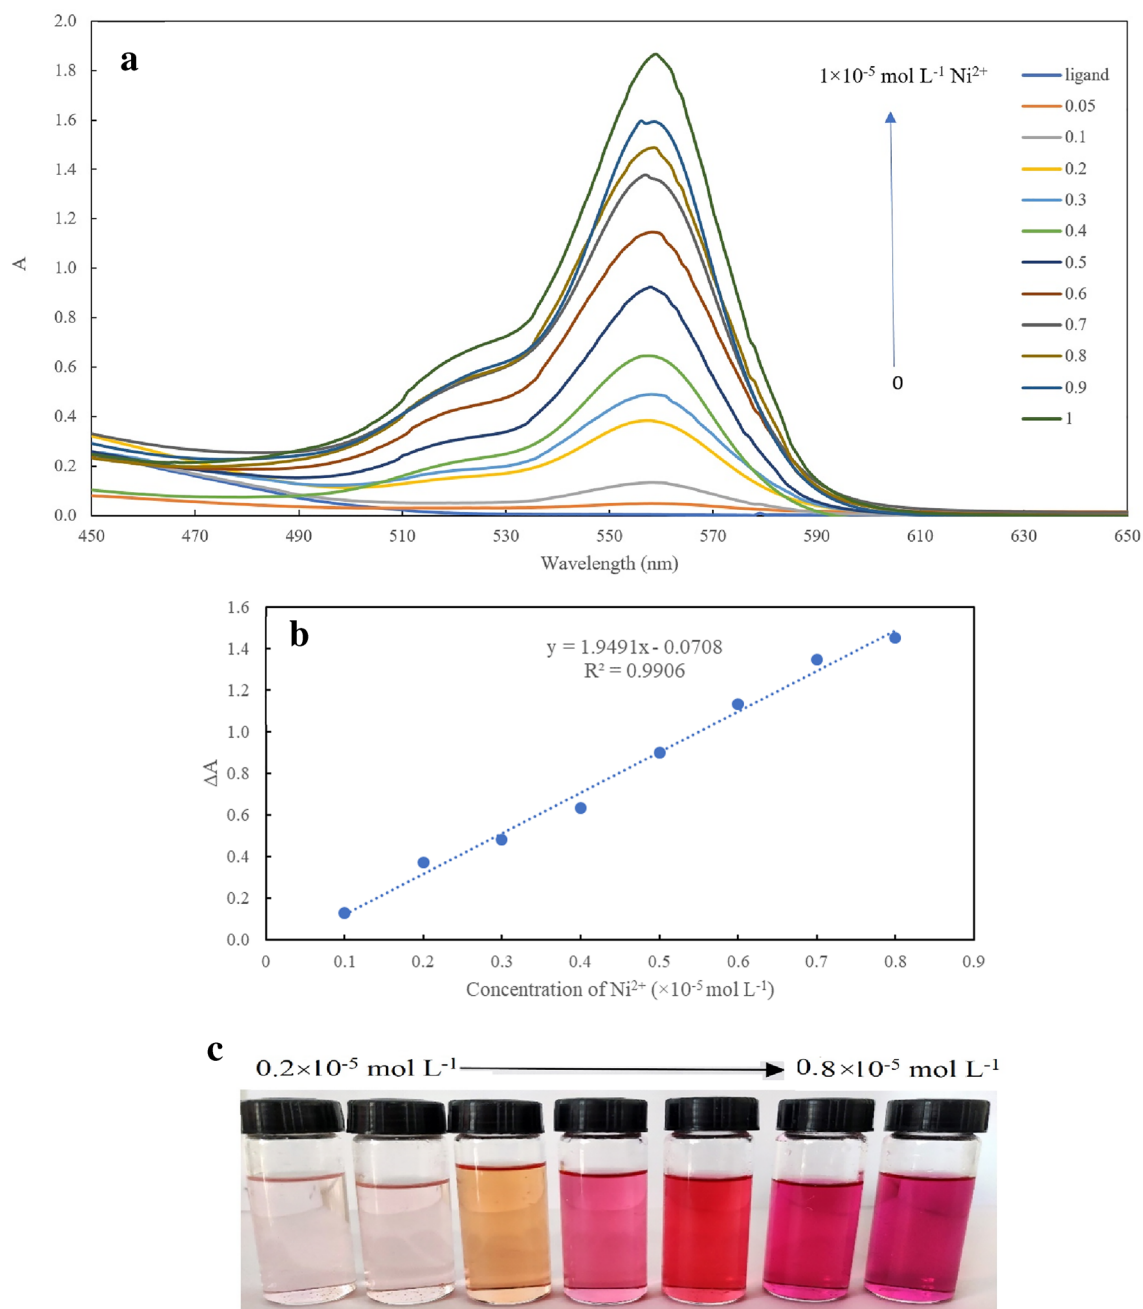 a
2.0
1.8
1.6
1.4
1.2
1.0
0.8
0.6
0.4
0.2
0.0
A
450 470 490 510 530 550 570 590 610 630 650
Wavelength (nm)
1×10⁻⁵ mol L⁻¹ Ni²⁺
0
ligand
0.05
0.1
0.2
0.3
0.4
0.5
0.6
0.7
0.8
0.9
1
b
1.6
1.4
1.2
1.0
0.8
0.6
0.4
0.2
0.0
ΔA
y = 1.9491x - 0.0708
R² = 0.9906
0 0.1 0.2 0.3 0.4 0.5 0.6 0.7 0.8 0.9
Concentration of Ni²⁺ (×10⁻⁵ mol L⁻¹)
c
0.2×10⁻⁵ mol L⁻¹ 0.8×10⁻⁵ mol L⁻¹